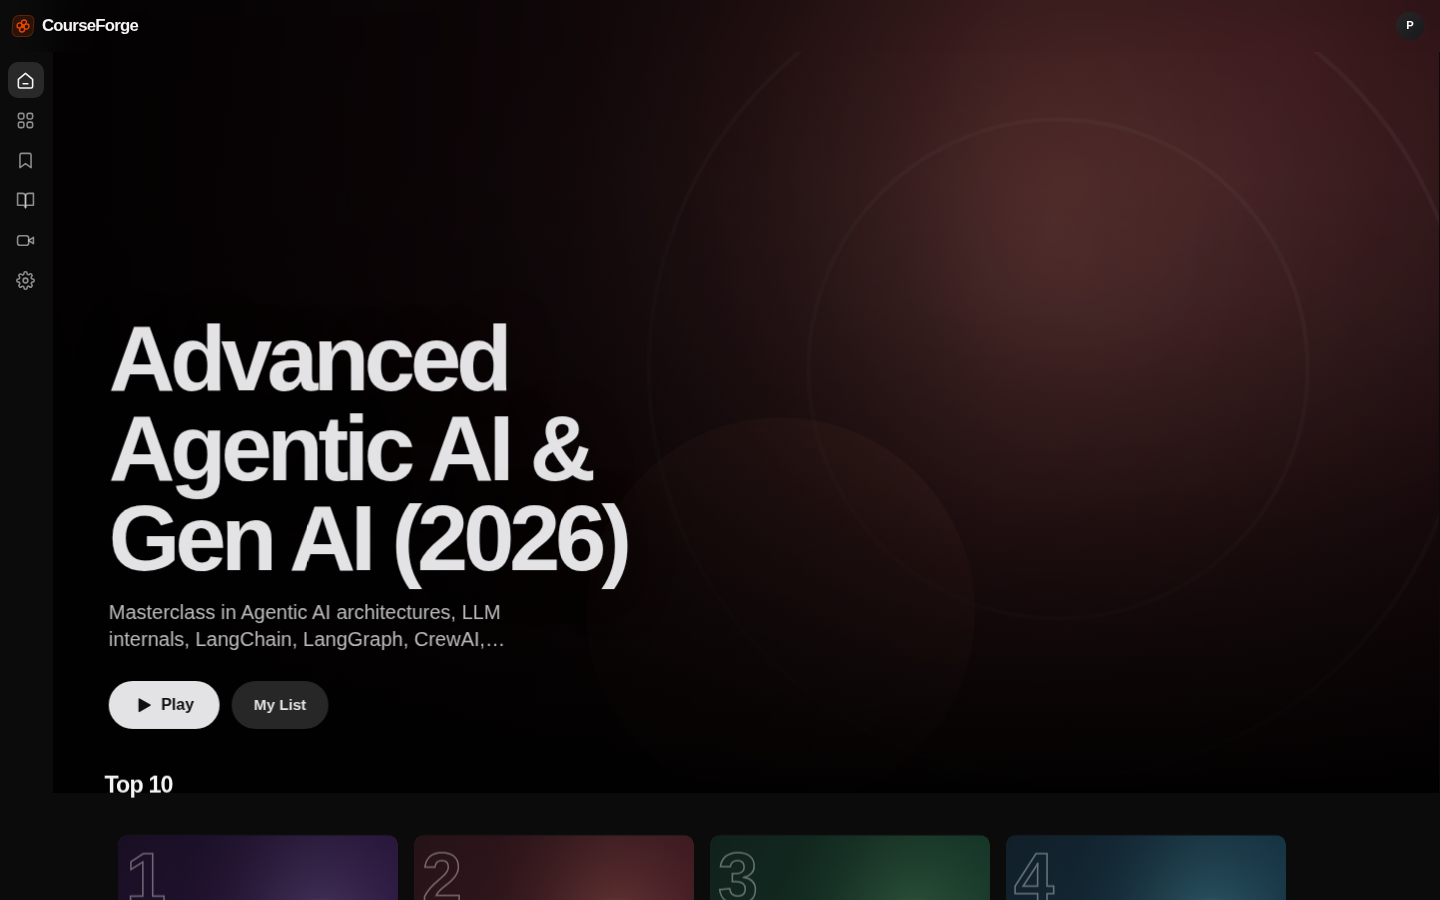 CourseForge
P
Advanced
Agentic AI &
Gen AI (2026)
Masterclass in Agentic AI architectures, LLM
internals, LangChain, LangGraph, CrewAI,…
Play
My List
Top 10
1
2
3
4